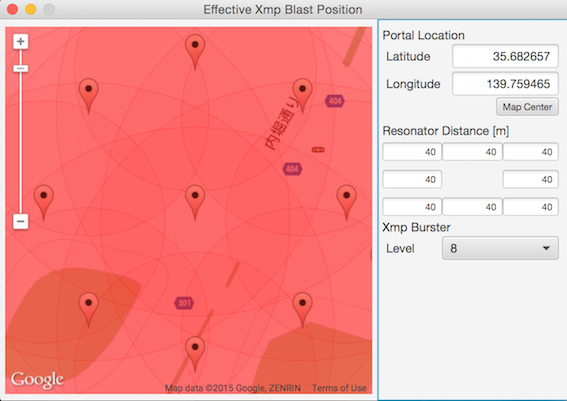 Effective Xmp Blast Position
+
−
内堀通り
404
404
301
Google
Map data ©2015 Google, ZENRIN Terms of Use
Portal Location
Latitude 35.682657
Longitude 139.759465
Map Center
Resonator Distance [m]
40 40 40
40 40
40 40 40
Xmp Burster
Level 8